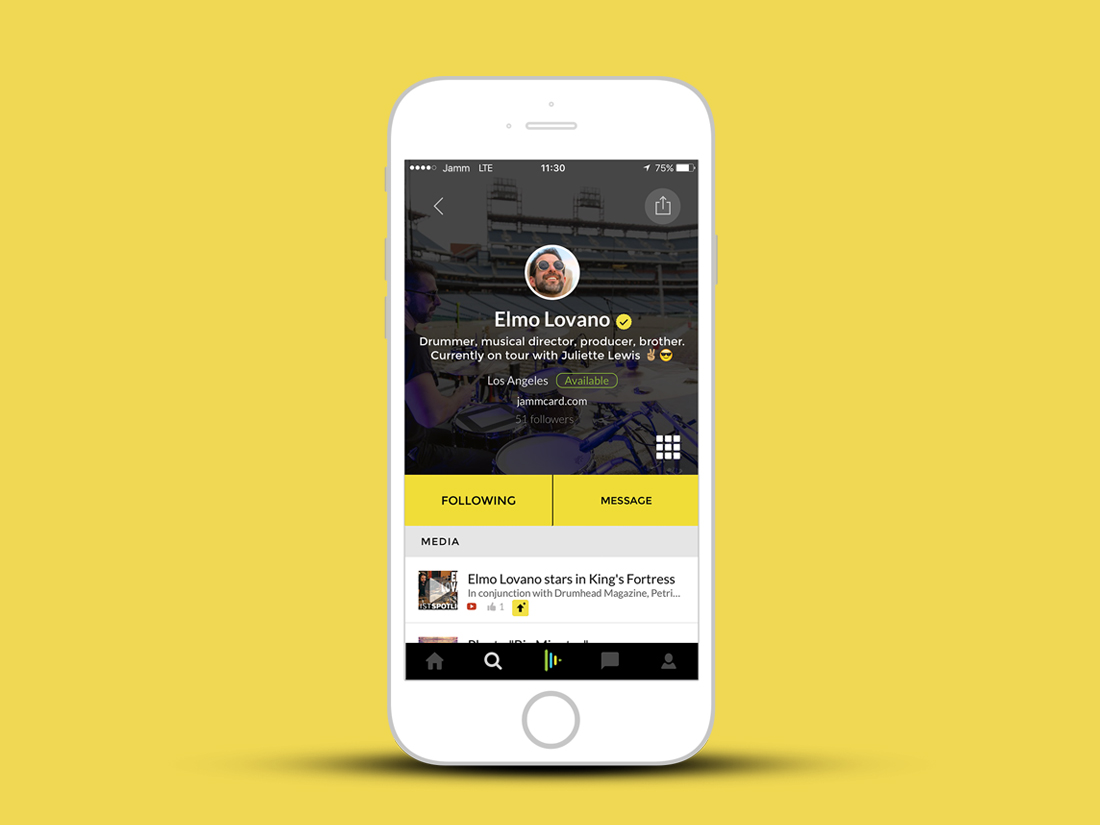 Jamm LTE 11:30 75%
Elmo Lovano
Drummer, musical director, producer, brother.
Currently on tour with Juliette Lewis ✌🏼😎
Los Angeles Available
jammcard.com
51 followers
FOLLOWING MESSAGE
MEDIA
Elmo Lovano stars in King's Fortress
In conjunction with Drumhead Magazine, Petri...
1